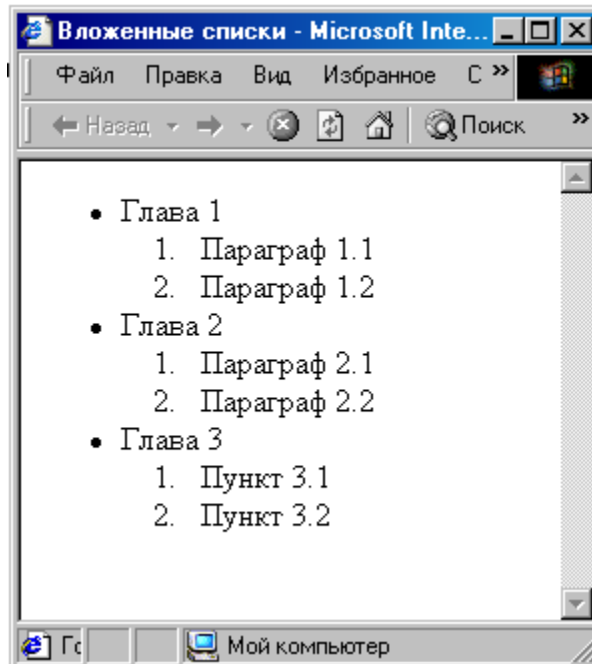 Вложенные списки - Microsoft Inte...
Файл Правка Вид Избранное С »
Назад Поиск »
• Глава 1
1. Параграф 1.1
2. Параграф 1.2
• Глава 2
1. Параграф 2.1
2. Параграф 2.2
• Глава 3
1. Пункт 3.1
2. Пункт 3.2
Го Мой компьютер